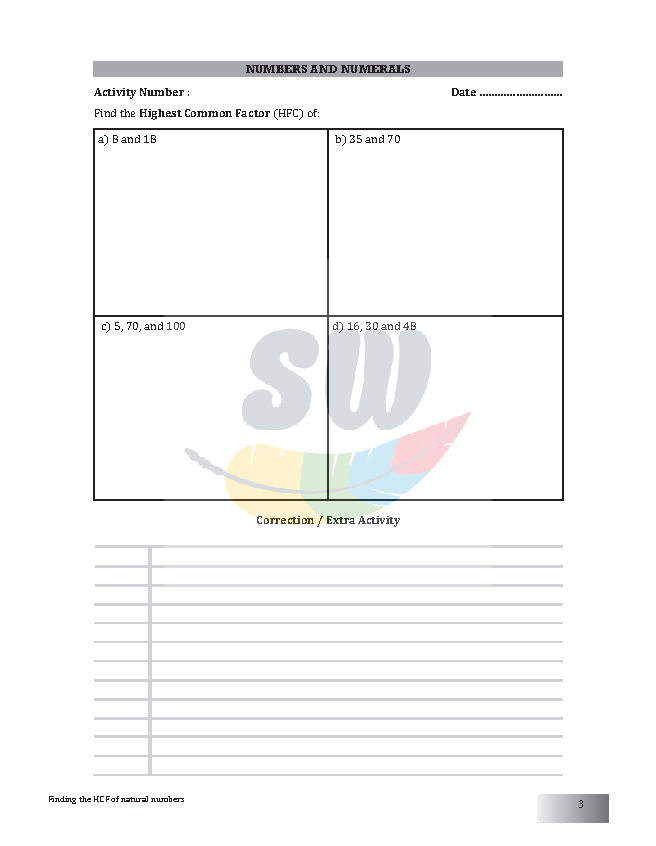 NUMBERS AND NUMERALS
Activity Number : Date ...........................
Find the Highest Common Factor (HFC) of:
a) 8 and 18
b) 35 and 70
c) 5, 70, and 100
d) 16, 30 and 48
SW
Correction / Extra Activity
Finding the HCF of natural numbers
3